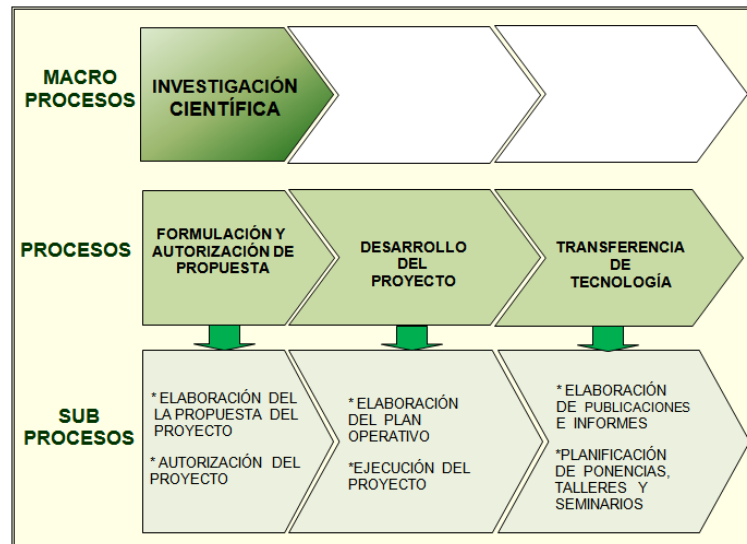 MACRO
PROCESOS
INVESTIGACIÓN
CIENTÍFICA
PROCESOS
FORMULACIÓN Y
AUTORIZACIÓN DE
PROPUESTA
DESARROLLO
DEL
PROYECTO
TRANSFERENCIA
DE
TECNOLOGÍA
SUB
PROCESOS
* ELABORACIÓN DEL
LA PROPUESTA DEL
PROYECTO
* AUTORIZACIÓN DEL
PROYECTO
* ELABORACIÓN
DEL PLAN
OPERATIVO
*EJECUCIÓN DEL
PROYECTO
* ELABORACIÓN
DE PUBLICACIONES
E INFORMES
*PLANIFICACIÓN
DE PONENCIAS,
TALLERES Y
SEMINARIOS